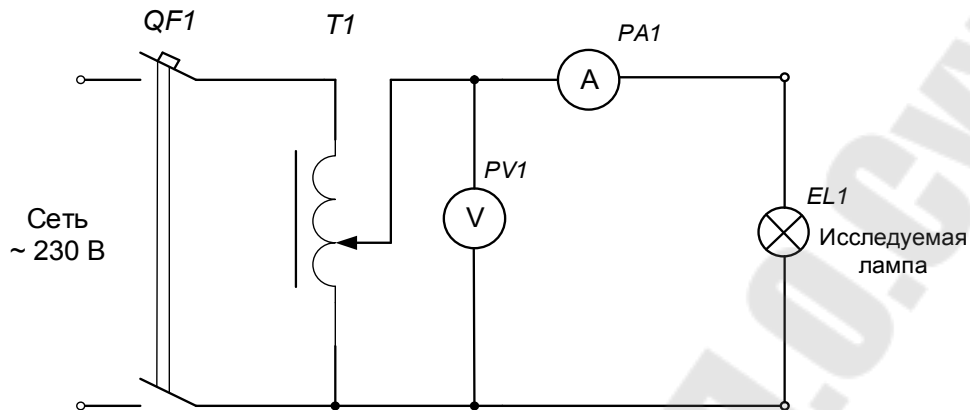 QF1
T1
PA1
A
PV1
V
EL1
Сеть
~ 230 В
Исследуемая
лампа